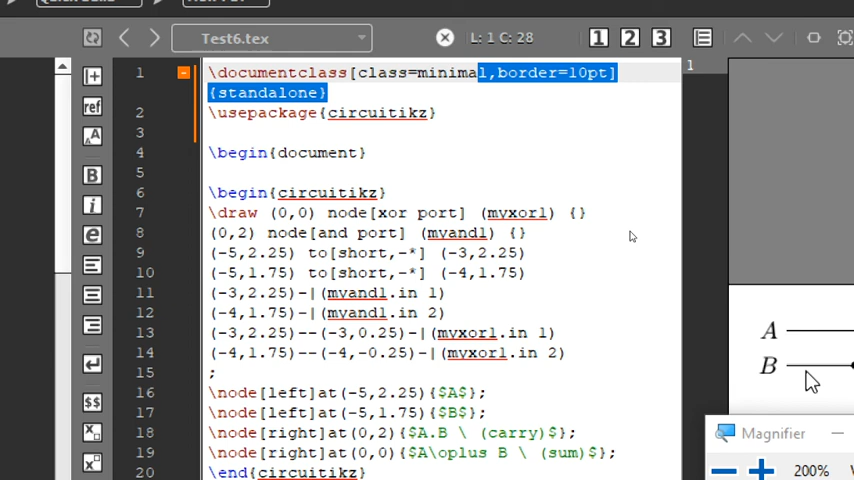 Test6.tex
L: 1 C: 28
1 2 3
1 \documentclass[class=minimal,border=10pt]
{standalone}
2 \usepackage{circuitikz}
3
4 \begin{document}
5
6 \begin{circuitikz}
7 \draw (0,0) node[xor port] (myxor1) {}
8 (0,2) node[and port] (myand1) {}
9 (-5,2.25) to[short,-*] (-3,2.25)
10 (-5,1.75) to[short,-*] (-4,1.75)
11 (-3,2.25)-|(myand1.in 1)
12 (-4,1.75)-|(myand1.in 2)
13 (-3,2.25)--(-3,0.25)-|(myxor1.in 1)
14 (-4,1.75)--(-4,-0.25)-|(myxor1.in 2)
15 ;
16 \node[left]at(-5,2.25){$A$};
17 \node[left]at(-5,1.75){$B$};
18 \node[right]at(0,2){$A.B \ (carry)$};
19 \node[right]at(0,0){$A\oplus B \ (sum)$};
20 \end{circuitikz}
ref
A
B
i
e
$$
x
x
1
A
B
Magnifier
200%